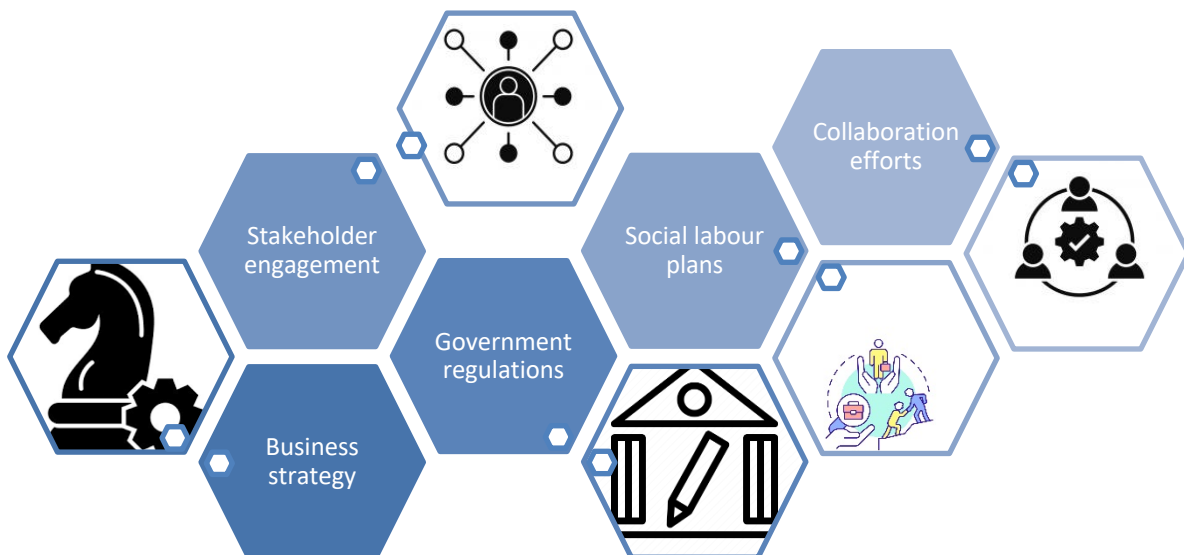 Collaboration
efforts
Stakeholder
engagement
Social labour
plans
Government
regulations
Business
strategy